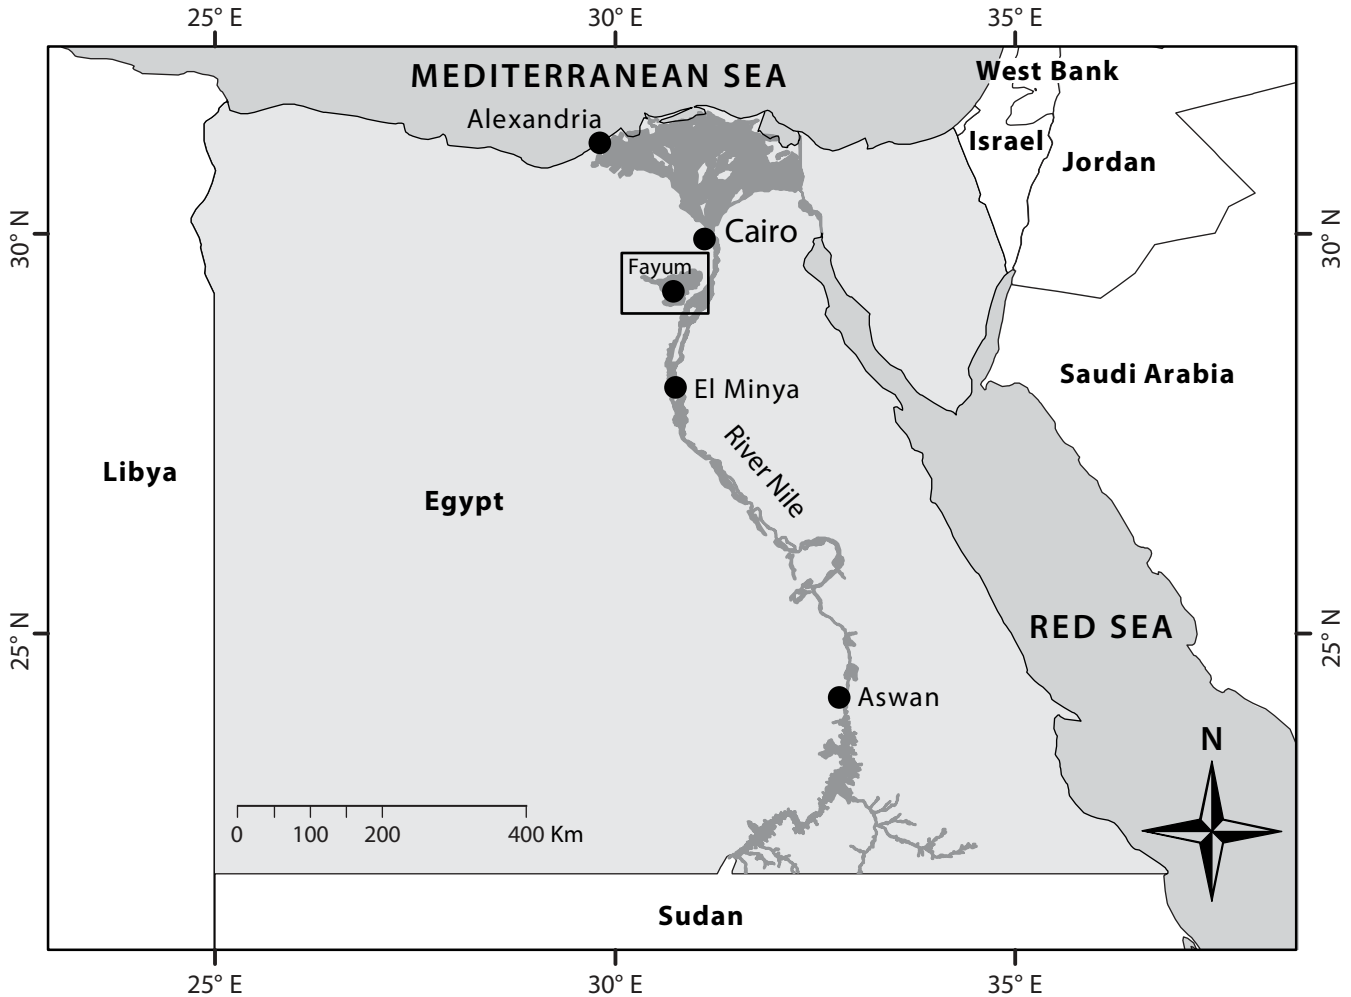 25° E 30° E 35° E
MEDITERRANEAN SEA
West Bank
Alexandria
Israel
Jordan
30° N
Cairo
30° N
Fayum
Saudi Arabia
El Minya
River Nile
Libya
Egypt
25° N
RED SEA
25° N
Aswan
N
0 100 200 400 Km
Sudan
25° E 30° E 35° E